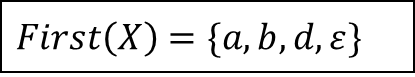 First(X) = {a, b, d, ε}